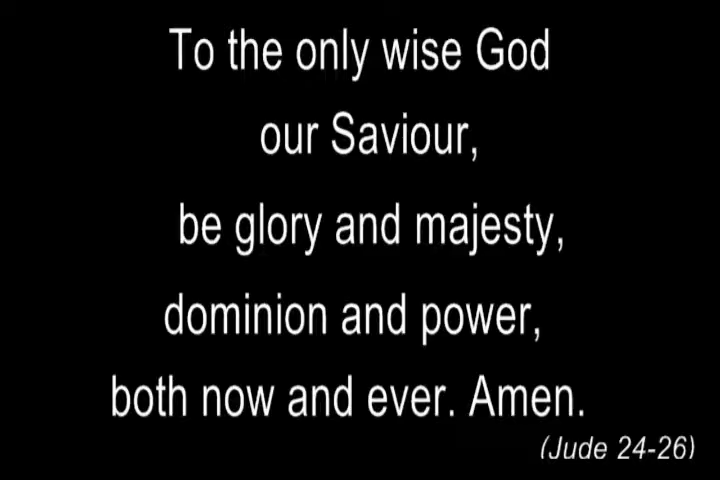 To the only wise God
our Saviour,
be glory and majesty,
dominion and power,
both now and ever. Amen.
(Jude 24-26)